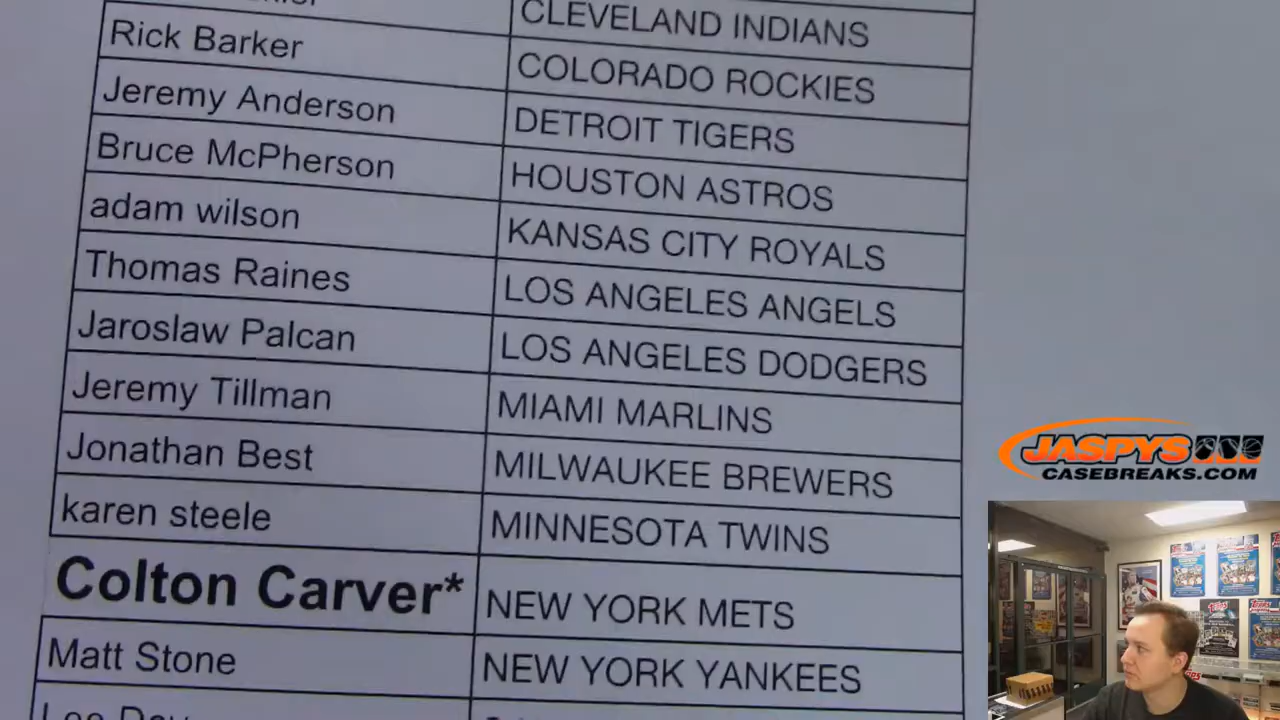 CLEVELAND INDIANS
Rick Barker COLORADO ROCKIES
Jeremy Anderson DETROIT TIGERS
Bruce McPherson HOUSTON ASTROS
adam wilson KANSAS CITY ROYALS
Thomas Raines LOS ANGELES ANGELS
Jaroslaw Palcan LOS ANGELES DODGERS
Jeremy Tillman MIAMI MARLINS
Jonathan Best MILWAUKEE BREWERS
karen steele MINNESOTA TWINS
Colton Carver* NEW YORK METS
Matt Stone NEW YORK YANKEES
JASPYS
CASEBREAKS.COM